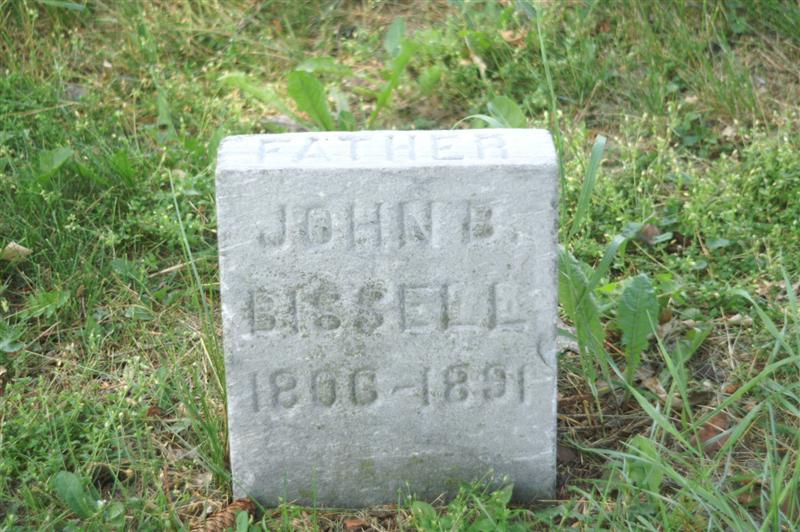 FATHER
JOHN B.
BISSELL
1806-1891